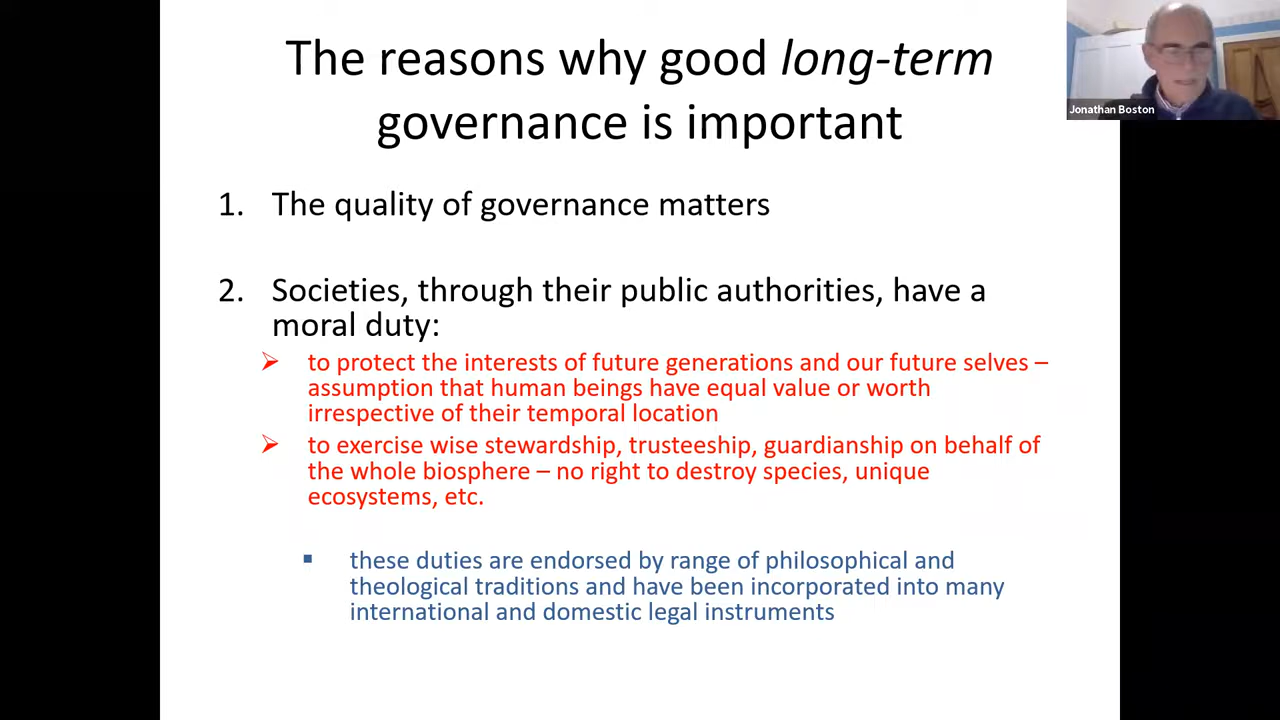 The reasons why good long-term
governance is important
Jonathan Boston
1. The quality of governance matters
2. Societies, through their public authorities, have a
moral duty:
➢ to protect the interests of future generations and our future selves –
assumption that human beings have equal value or worth
irrespective of their temporal location
➢ to exercise wise stewardship, trusteeship, guardianship on behalf of
the whole biosphere – no right to destroy species, unique
ecosystems, etc.
▪ these duties are endorsed by range of philosophical and
theological traditions and have been incorporated into many
international and domestic legal instruments